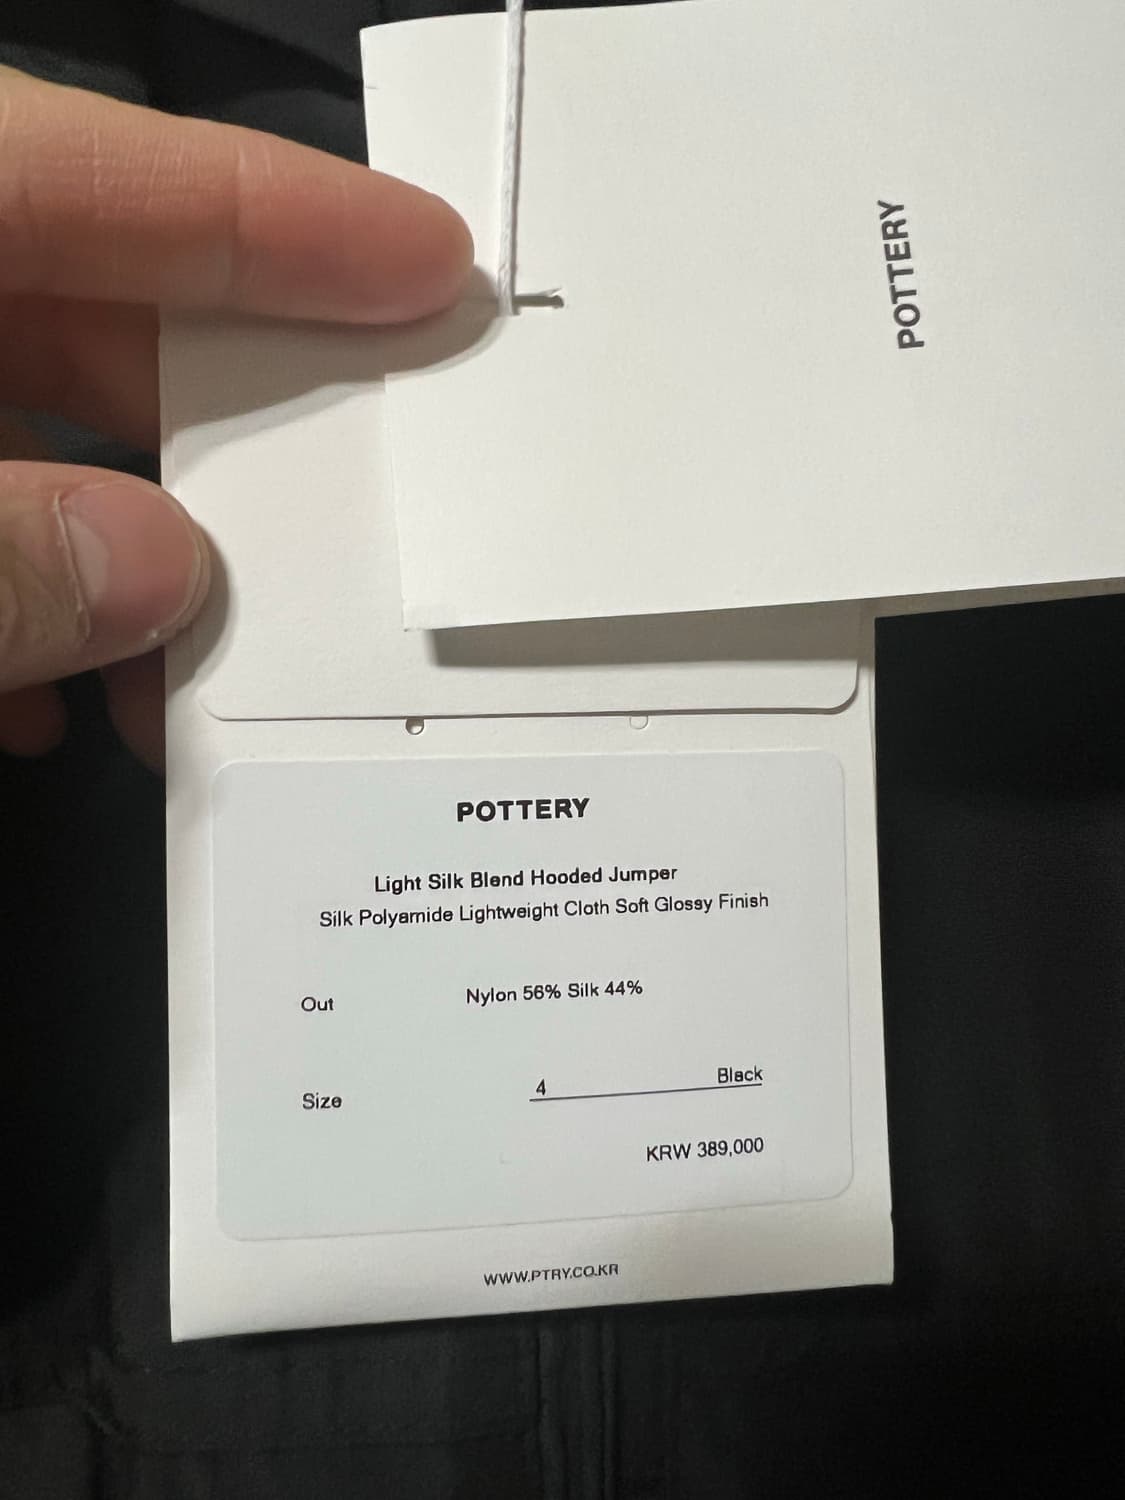 POTTERY
POTTERY
Light Silk Blend Hooded Jumper
Silk Polyamide Lightweight Cloth Soft Glossy Finish
Out Nylon 56% Silk 44%
Size 4 Black
KRW 389,000
WWW.PTRY.CO.KR